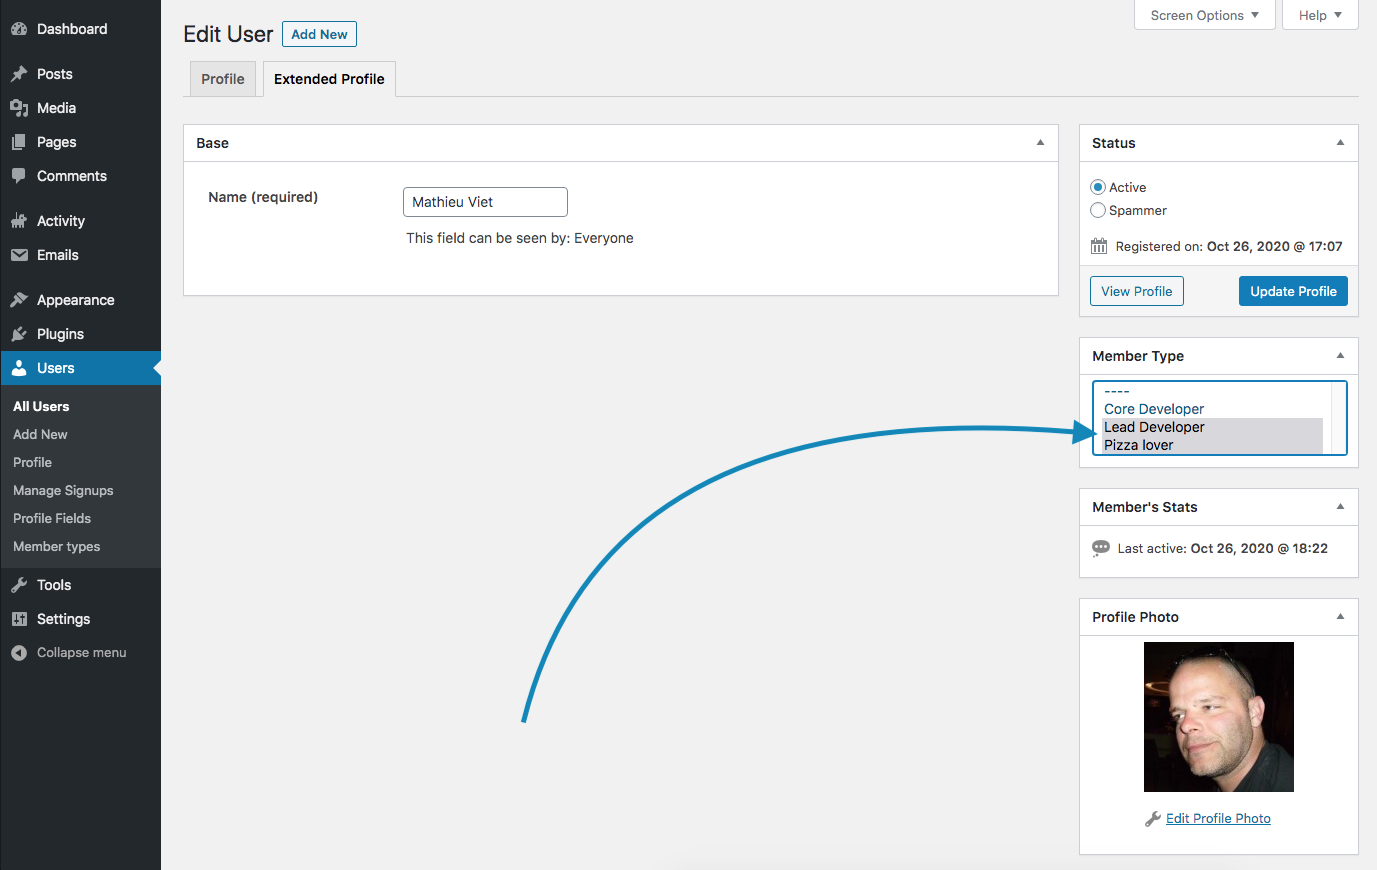 Dashboard
Posts
Media
Pages
Comments
Activity
Emails
Appearance
Plugins
Users
All Users
Add New
Profile
Manage Signups
Profile Fields
Member types
Tools
Settings
Collapse menu
Screen Options
Help
Edit User
Add New
Profile
Extended Profile
Base
Name (required)
Mathieu Viet
This field can be seen by: Everyone
Status
Active
Spammer
Registered on: Oct 26, 2020 @ 17:07
View Profile
Update Profile
Member Type
----
Core Developer
Lead Developer
Pizza lover
Member's Stats
Last active: Oct 26, 2020 @ 18:22
Profile Photo
Edit Profile Photo